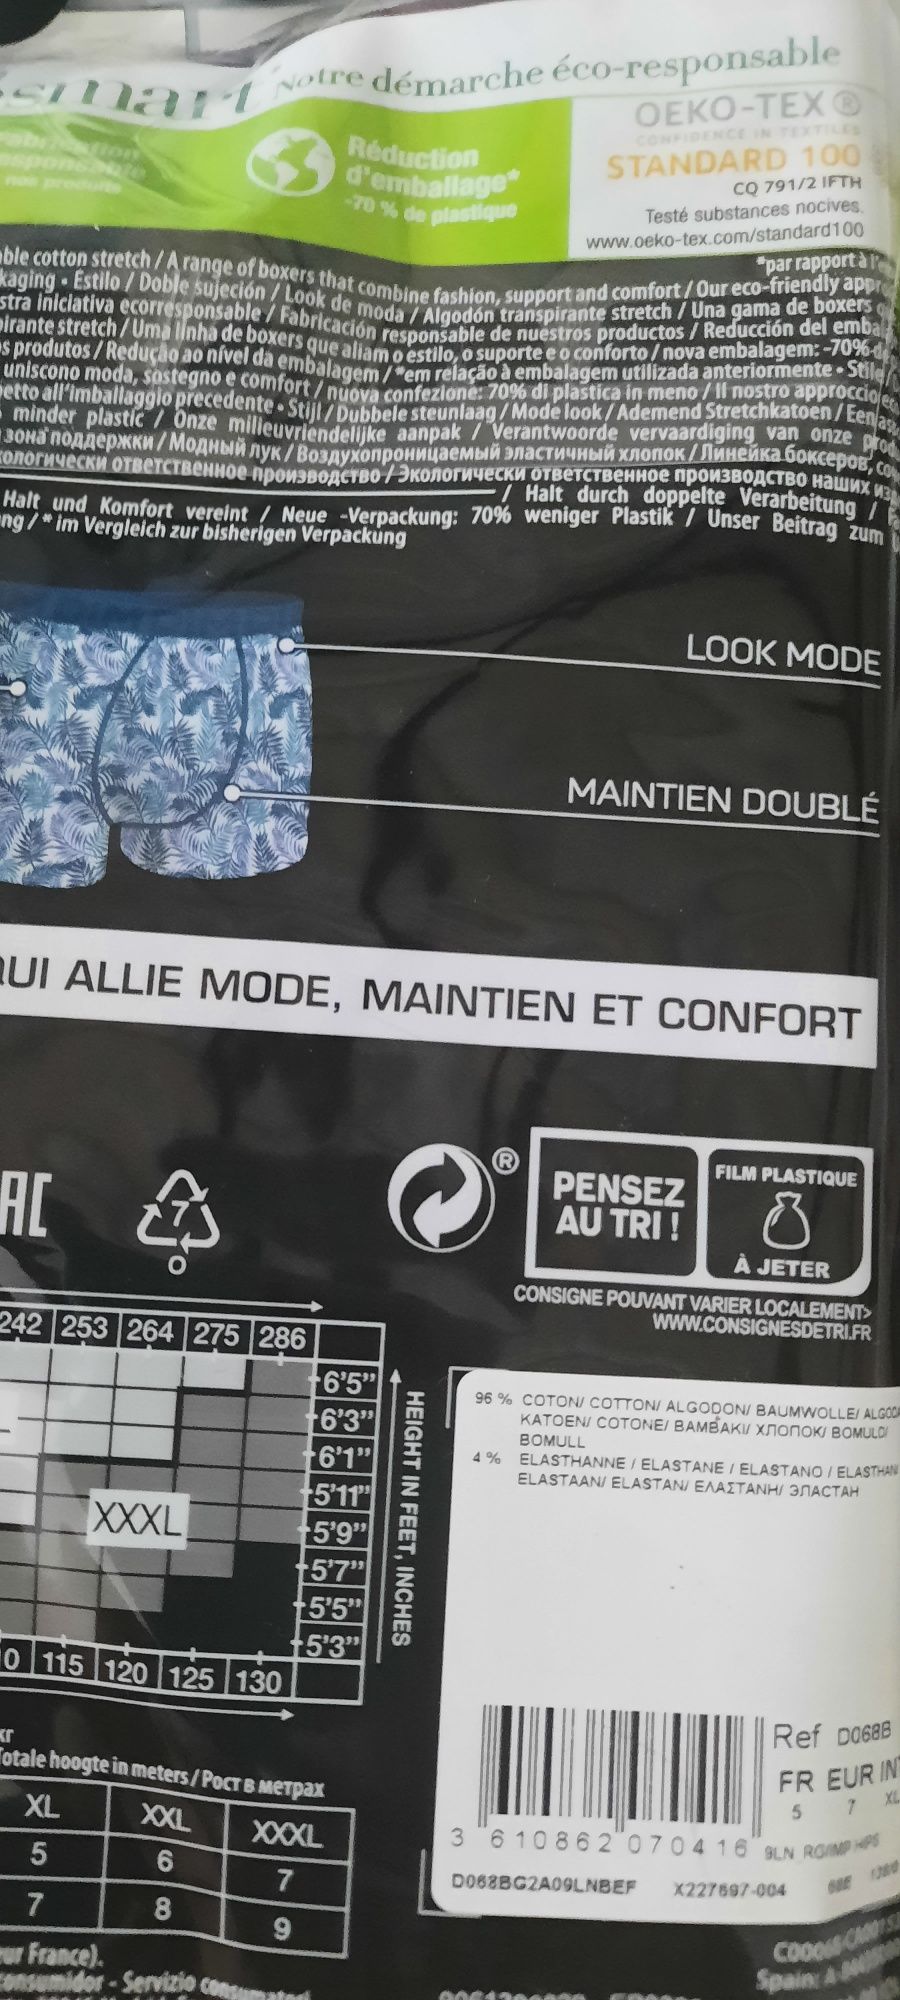 smart Notre démarche éco-responsable
OEKO-TEX ®
CONFIDENCE IN TEXTILES
STANDARD 100
CQ 791/2 IFTH
Testé substances nocives.
www.oeko-tex.com/standard100
Réduction
d'emballage*
-70 % de plastique
nos produits
*par rapport à
cotton stretch / A range of boxers that combine fashion, support and comfort / Our eco-friendly
Estilo / Doble sujeción / Look de moda / Algodón transpirante stretch / Una gama de boxers
iniciativa ecorresponsable / Fabricación responsable de nuestros productos / Reducción del
stretch / Uma linha de boxers que aliam o estilo, o suporte e o conforto / nova embalagem: -70%
produtos / Redução ao nível da embalagem / *em relação à embalagem utilizada anteriormente •
uniscono moda, sostegno e comfort / nuova confezione: 70% di plastica in meno / Il nostro approccio
all'imballaggio precedente • Stijl / Dubbele steunlaag / Mode look / Ademend Stretchkatoen / Een
minder plastic / Onze milieuvriendelijke aanpak / Verantwoorde vervaardiging van onze
зона поддержки / Модный лук / Воздухопроницаемый эластичный хлопок / Линейка боксеров,
ответственное производство / Экологически ответственное производство наших
/ Halt durch doppelte Verarbeitung /
Halt und Komfort vereint / Neue -Verpackung: 70% weniger Plastik / Unser Beitrag zum
/ * im Vergleich zur bisherigen Verpackung
LOOK MODE
MAINTIEN DOUBLÉ
QUI ALLIE MODE, MAINTIEN ET CONFORT
7
O
®
PENSEZ
AU TRI !
FILM PLASTIQUE
À JETER
CONSIGNE POUVANT VARIER LOCALEMENT>
WWW.CONSIGNESDETRI.FR
242 253 264 275 286
6'5''
6'3''
6'1''
5'11''
5'9''
5'7''
5'5''
5'3''
HEIGHT IN FEET, INCHES
XXXL
115 120 125 130
hoogte in meters / Рост в метрах
XL XXL XXXL
5 6 7
7 8 9
France).
consumidor - Servizio
96 % COTON/ COTTON/ ALGODON/ BAUMWOLLE/
KATOEN/ COTONE/ BAMBAKI/ ХЛОПОК/ BOMULD/
BOMULL
4 % ELASTHANNE / ELASTANE / ELASTANO / ELASTHAN
ELASTAAN/ ELASTAN/ ΕΛΑΣΤΑΝΗ/ ЭЛАСТАН
Ref D068B
FR EUR INT
5 7 XL
3 610862 070416
9LN
D068BG2A09LNBEF X227697-004
Spain: